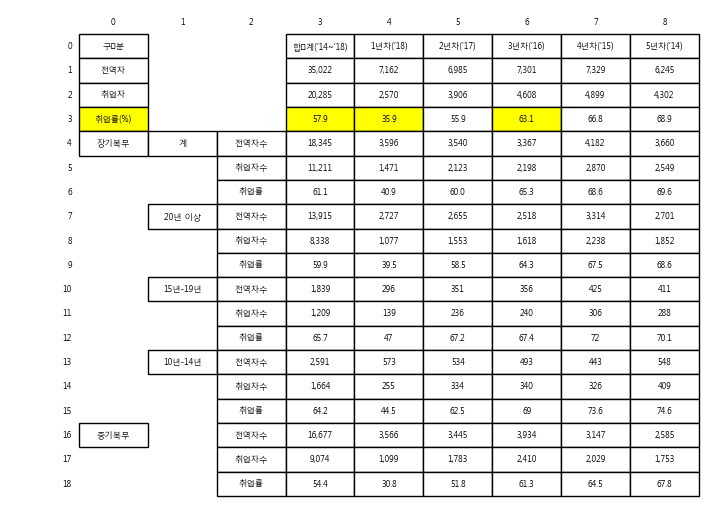 0 1 2 3 4 5 6 7 8
0 구□분 합□계('14~'18) 1년차('18) 2년차('17) 3년차('16) 4년차('15) 5년차('14)
1 전역자 35,022 7,162 6,985 7,301 7,329 6,245
2 취업자 20,285 2,570 3,906 4,608 4,899 4,302
3 취업률(%) 57.9 35.9 55.9 63.1 66.8 68.9
4 장기복무 계 전역자수 18,345 3,596 3,540 3,367 4,182 3,660
5 취업자수 11,211 1,471 2,123 2,198 2,870 2,549
6 취업률 61.1 40.9 60.0 65.3 68.6 69.6
7 20년 이상 전역자수 13,915 2,727 2,655 2,518 3,314 2,701
8 취업자수 8,338 1,077 1,553 1,618 2,238 1,852
9 취업률 59.9 39.5 58.5 64.3 67.5 68.6
10 15년-19년 전역자수 1,839 296 351 356 425 411
11 취업자수 1,209 139 236 240 306 288
12 취업률 65.7 47 67.2 67.4 72 70.1
13 10년-14년 전역자수 2,591 573 534 493 443 548
14 취업자수 1,664 255 334 340 326 409
15 취업률 64.2 44.5 62.5 69 73.6 74.6
16 중기복무 전역자수 16,677 3,566 3,445 3,934 3,147 2,585
17 취업자수 9,074 1,099 1,783 2,410 2,029 1,753
18 취업률 54.4 30.8 51.8 61.3 64.5 67.8